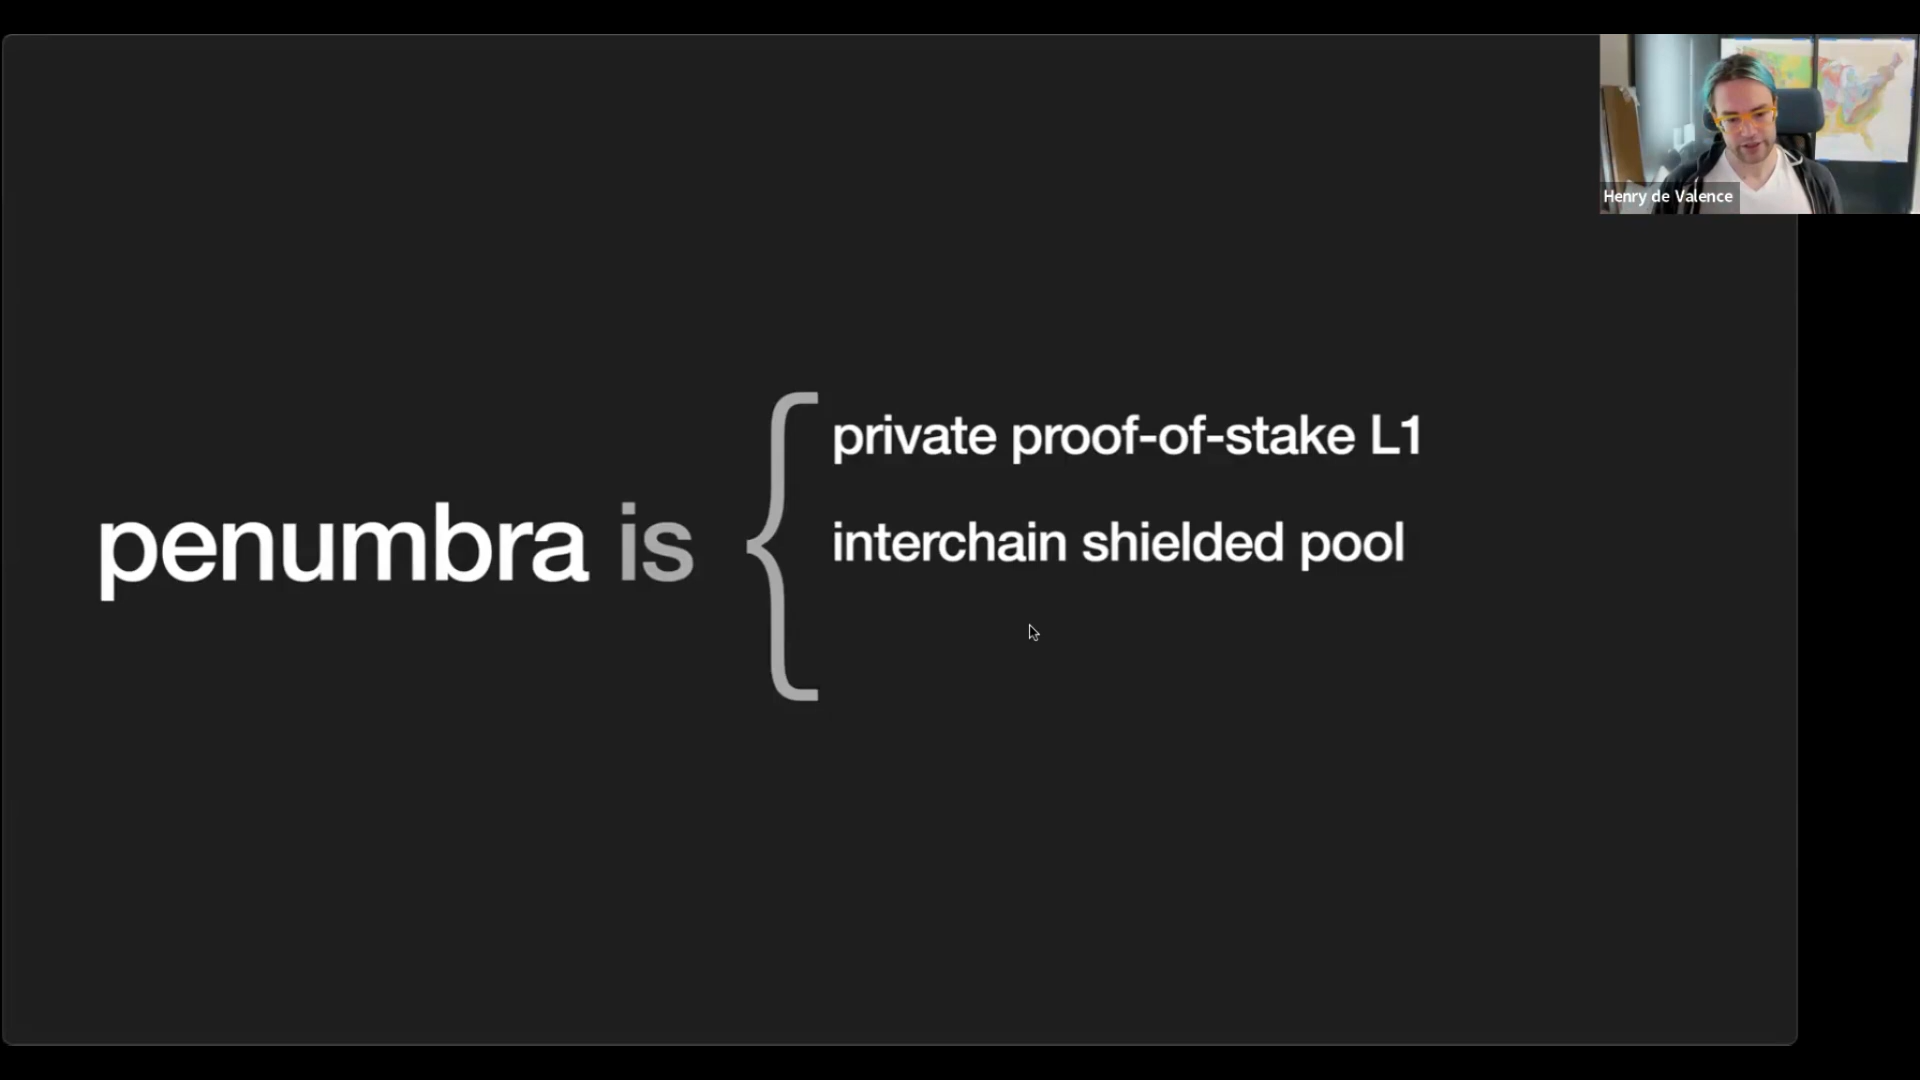 Henry de Valence
private proof-of-stake L1
penumbra is
interchain shielded pool